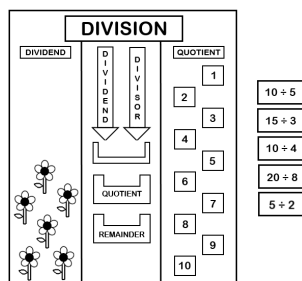 DIVISION
DIVIDEND
DIVIDEND
DIVISOR
QUOTIENT
REMAINDER
QUOTIENT
1
2
3
4
5
6
7
8
9
10
10 ÷ 5
15 ÷ 3
10 ÷ 4
20 ÷ 8
5 ÷ 2